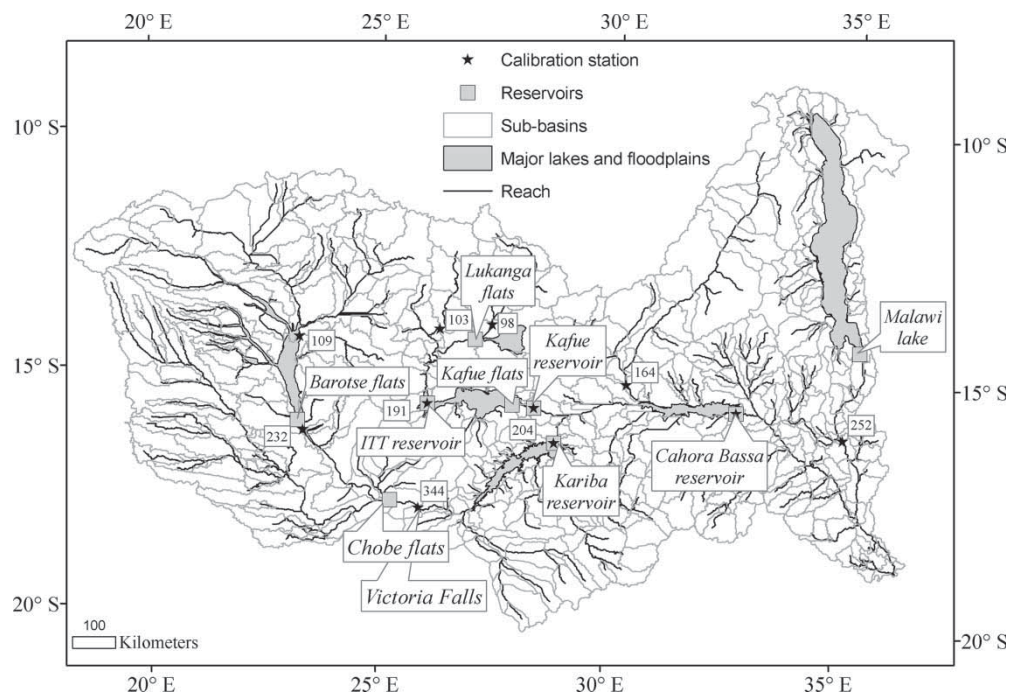 20° E
25° E
30° E
35° E
Calibration station
Reservoirs
Sub-basins
Major lakes and floodplains
Reach
10° S
10° S
Lukanga
flats
103
98
109
Kafue
reservoir
Malawi
lake
15° S
15° S
Barotse flats
Kafue flats
164
191
204
232
ITT reservoir
252
Cahora Bassa
reservoir
Kariba
reservoir
344
Chobe flats
Victoria Falls
20° S
20° S
100
Kilometers
20° E
25° E
30° E
35° E